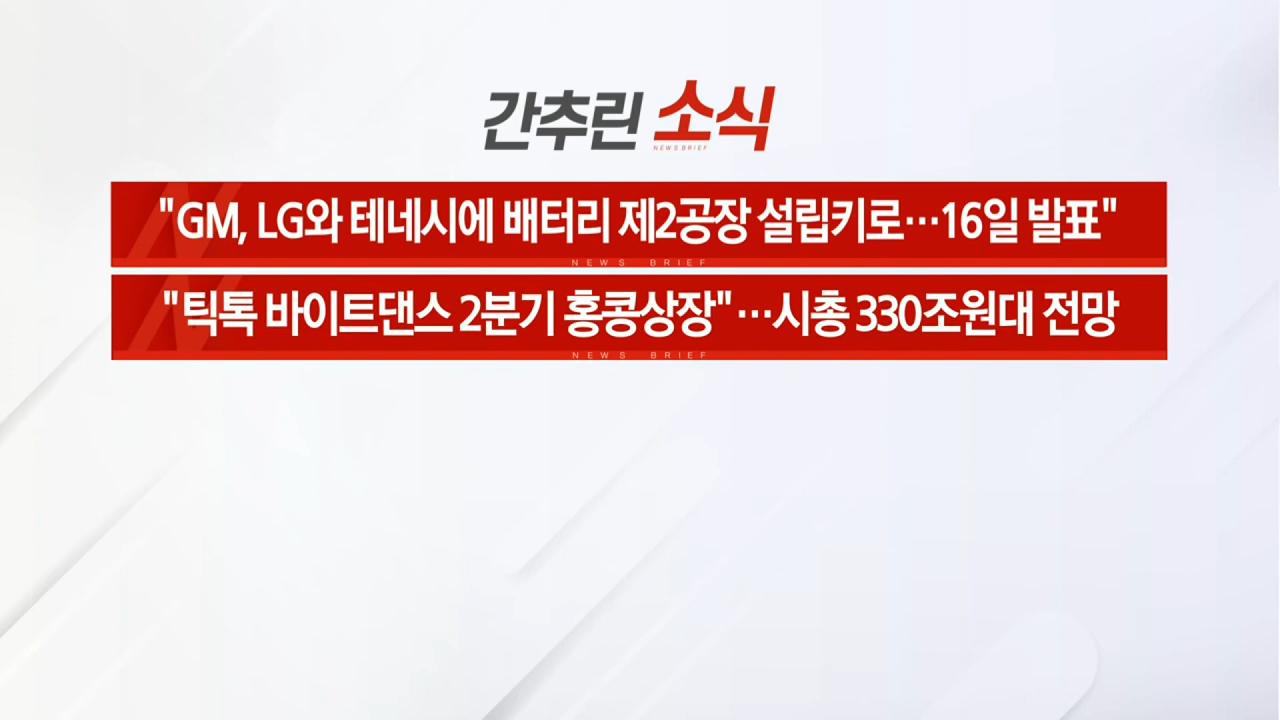 간추린 소식
NEWS BRIEF
"GM, LG와 테네시에 배터리 제2공장 설립키로…16일 발표"
NEWS BRIEF
"틱톡 바이트댄스 2분기 홍콩상장"…시총 330조원대 전망
NEWS BRIEF